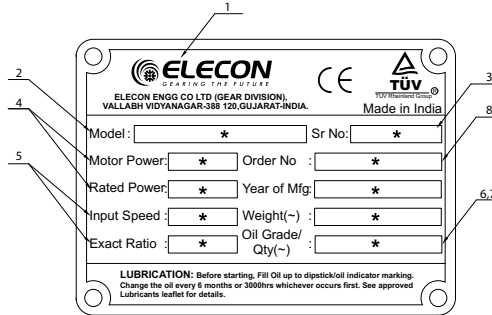 1
ELECON
GEARING THE FUTURE
ELECON ENGG CO LTD (GEAR DIVISION),
VALLABH VIDYANAGAR-388 120,GUJARAT-INDIA.
CE
TÜV
TÜV Rheinland Group
®
Made in India
2
3
4
8
5
6,7
Model : * Sr No: *
Motor Power: * Order No : *
Rated Power: * Year of Mfg: *
Input Speed : * Weight(~) : *
Exact Ratio : * Oil Grade/ Qty(~) : *
LUBRICATION: Before starting, Fill Oil up to dipstick/oil indicator marking.
Change the oil every 6 months or 3000hrs whichever occurs first. See approved
Lubricants leaflet for details.